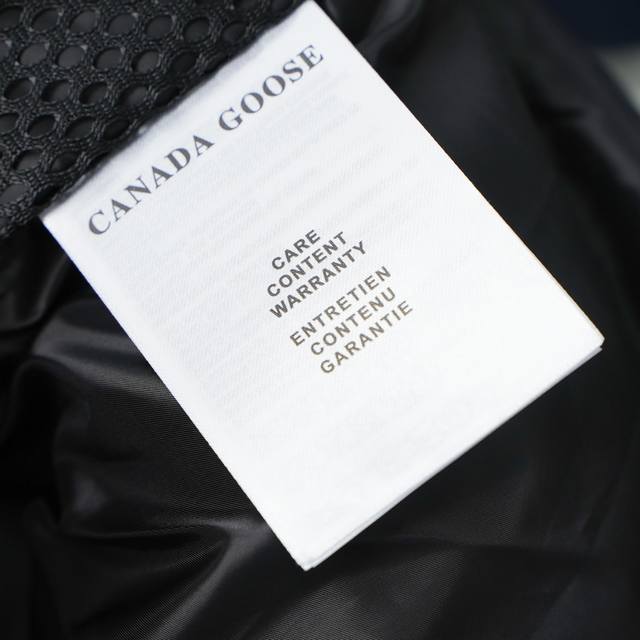 CANADA GOOSE
CARE
CONTENT
WARRANTY
ENTRETIEN
CONTENU
GARANTIE